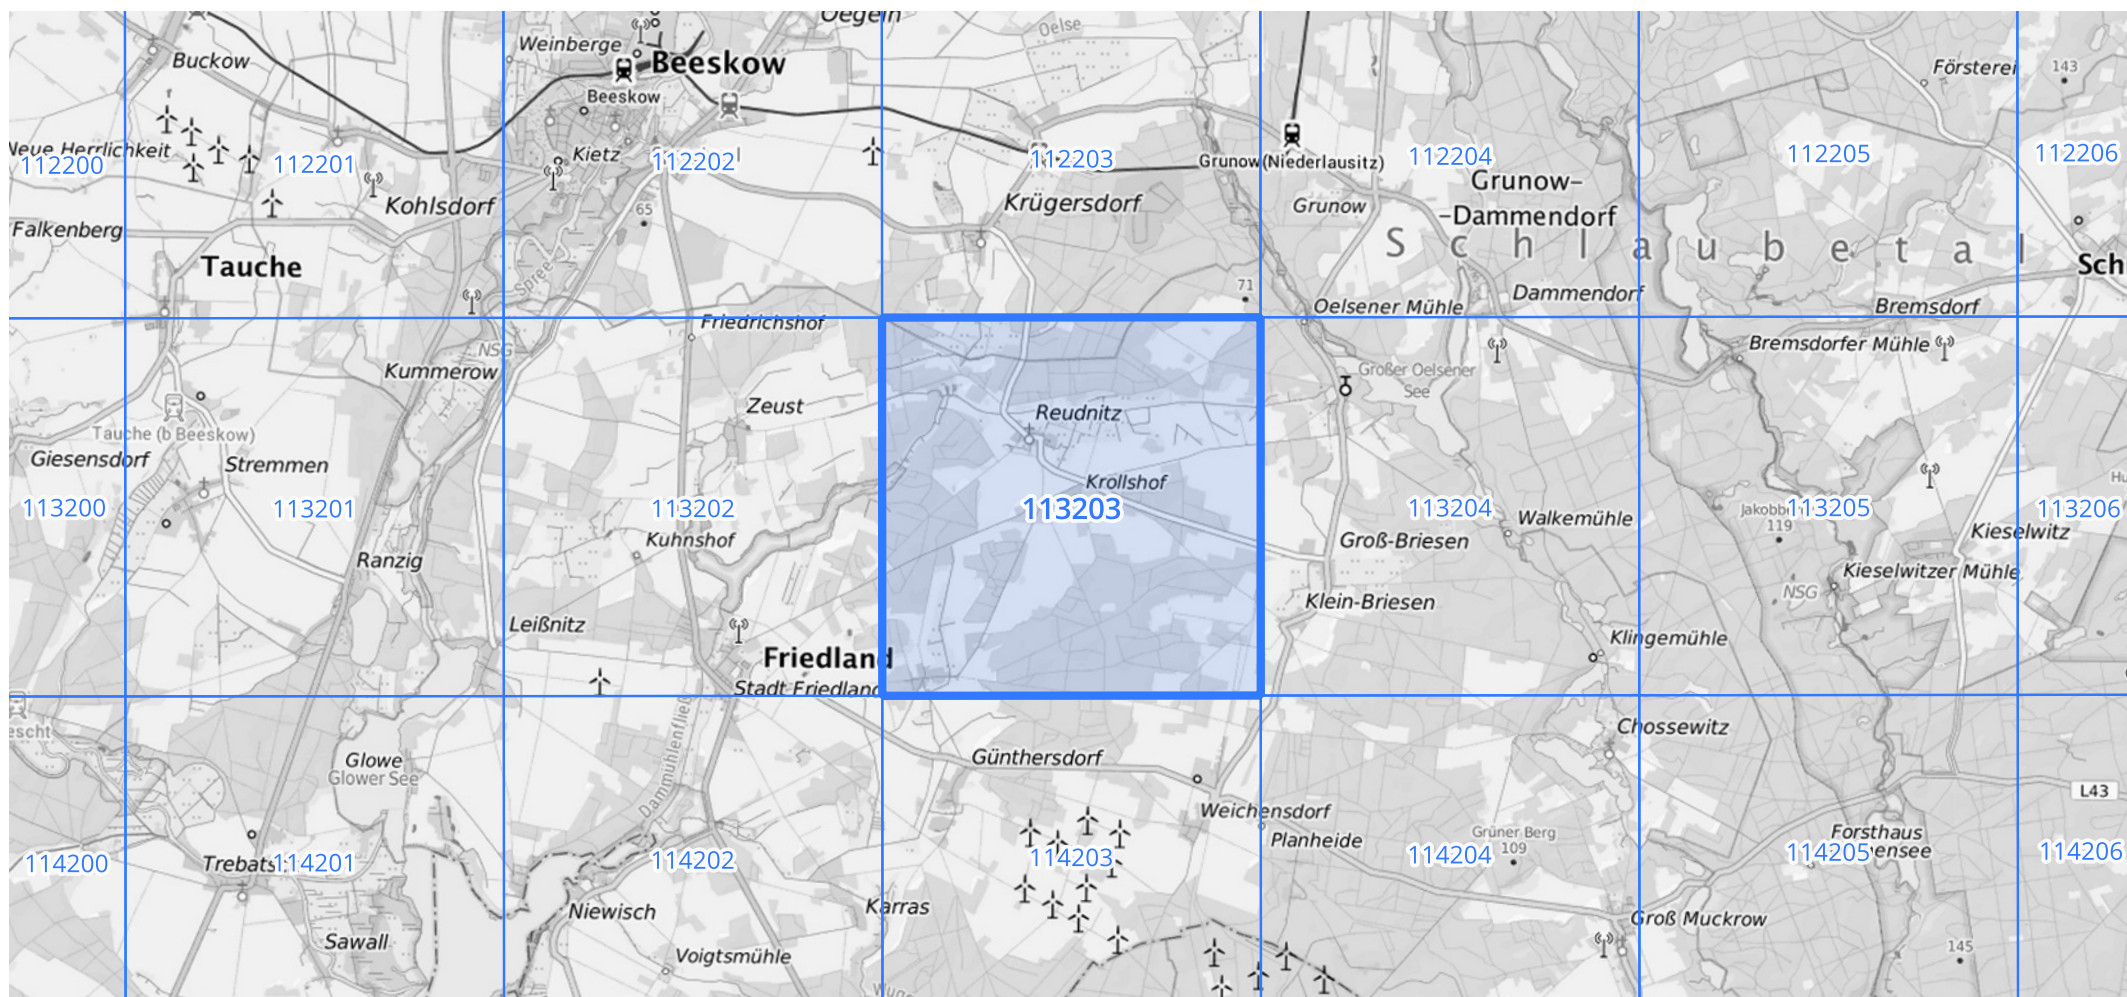 Oegeln
Oelse
Weinberge
Beeskow
Buckow
Försterei
143
Beeskow
Neue Herrlichkeit
Kietz
112200
112201
112202
112203
Grunow(Niederlausitz)
112204
112205
112206
Grunow-
-Dammendorf
Kohlsdorf
65
Krügersdorf
Grunow
Falkenberg
Schlaubetal
Tauche
Spree
71
Sch
Oelsener Mühle
Dammendorf
Bremsdorf
Friedrichshof
NSG
Kummerow
Bremsdorfer Mühle
Großer Oelsener
See
Zeust
Reudnitz
Tauche (b Beeskow)
Giesensdorf
Stremmen
Krollshof
113200
113201
113202
113203
113204
113205
119
113206
Walkemühle
Kieselwitz
Kuhnshof
Groß-Briesen
Ranzig
Kieselwitzer Mühle
NSG
Klein-Briesen
Leißnitz
Klingemühle
Friedland
Stadt Friedland
Dammühlenfließ
Chossewitz
Glowe
Glower See
Günthersdorf
L43
Weichensdorf
Planheide
Grüner Berg
109
Forsthaus
114200
114201
114202
114203
114204
114205
114206
Niewisch
Karras
Groß Muckrow
Sawall
Voigtsmühle
145